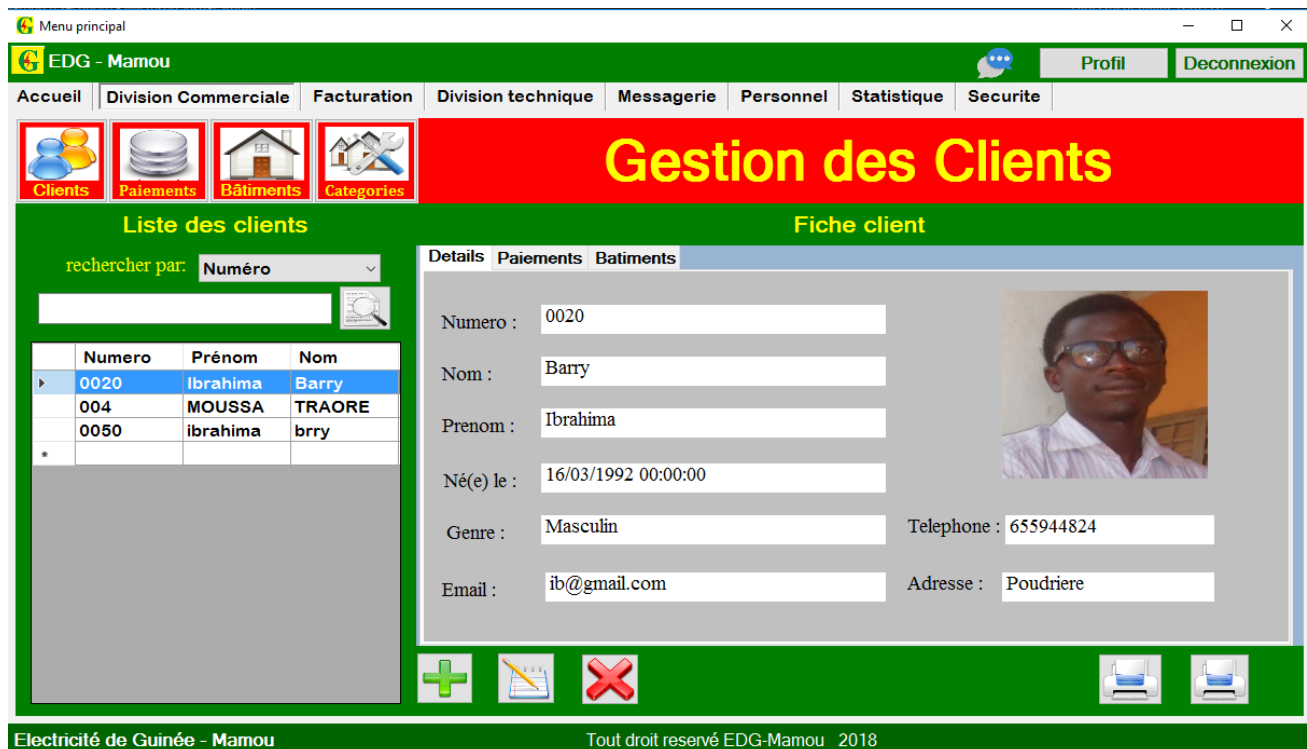 Menu principal
EDG - Mamou
Profil
Deconnexion
Accueil Division Commerciale Facturation Division technique Messagerie Personnel Statistique Securite
Clients Paiements Bâtiments Categories
Gestion des Clients
Liste des clients
rechercher par: Numéro
Numero Prénom Nom
0020 Ibrahima Barry
004 MOUSSA TRAORE
0050 ibrahima brry
Fiche client
Details Paiements Batiments
Numero : 0020
Nom : Barry
Prenom : Ibrahima
Né(e) le : 16/03/1992 00:00:00
Genre : Masculin
Telephone : 655944824
Email : ib@gmail.com
Adresse : Poudriere
Electricité de Guinée - Mamou
Tout droit reservé EDG-Mamou 2018